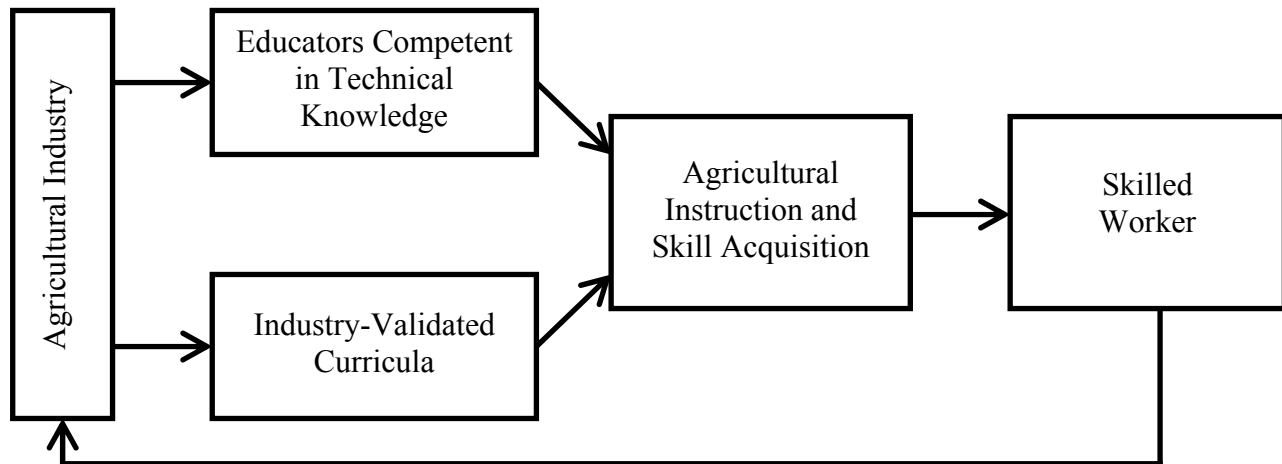 Agricultural Industry
Educators Competent
in Technical
Knowledge
Industry-Validated
Curricula
Agricultural
Instruction and
Skill Acquisition
Skilled
Worker